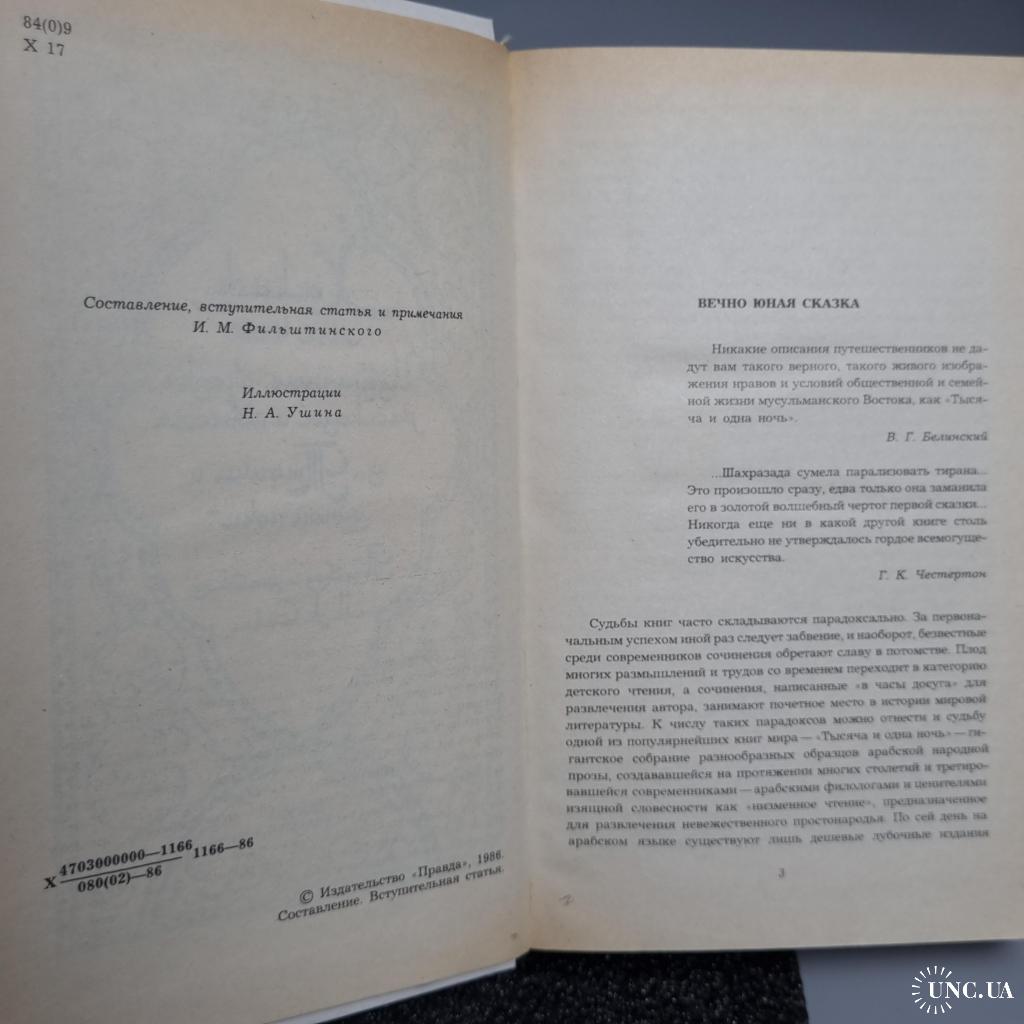 84(0)9
Х 17
Составление, вступительная статья и примечания
И. М. Фильштинского
Иллюстрации
Н. А. Ушина
Х 4703000000—1166 1166—86
080(02)—86
© Издательство «Правда», 1986.
Составление. Вступительная статья.
ВЕЧНО ЮНАЯ СКАЗКА
Никакие описания путешественников не да-
дут вам такого верного, такого живого изобра-
жения нравов и условий общественной и семей-
ной жизни мусульманского Востока, как «Тыся-
ча и одна ночь».
В. Г. Белинский
...Шахразада сумела парализовать тирана...
Это произошло сразу, едва только она заманила
его в золотой волшебный чертог первой сказки...
Никогда еще ни в какой другой книге столь
убедительно не утверждалось гордое всемогуще-
ство искусства.
Г. К. Честертон
Судьбы книг часто складываются парадоксально. За первона-
чальным успехом иной раз следует забвение, и наоборот, безвестные
среди современников сочинения обретают славу в потомстве. Плод
многих размышлений и трудов со временем переходит в категорию
детского чтения, а сочинения, написанные «в часы досуга» для
развлечения автора, занимают почетное место в истории мировой
литературы. К числу таких парадоксов можно отнести и судьбу
одной из популярнейших книг мира — «Тысяча и одна ночь» — ги-
гантское собрание разнообразных образцов арабской народной
прозы, создававшейся на протяжении многих столетий и третиро-
вавшейся современниками — арабскими филологами и ценителями
изящной словесности как «низменное чтение», предназначенное
для развлечения невежественного простонародья. По сей день на
арабском языке существуют лишь дешевые лубочные издания
3
UNC.UA